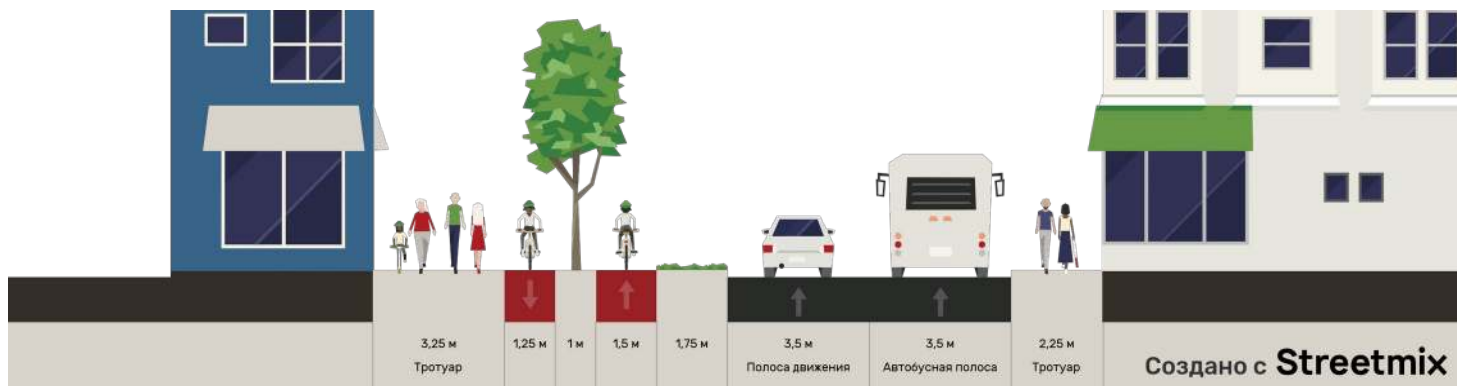 3,25 м
Тротуар
1,25 м
1 м
1,5 м
1,75 м
3,5 м
Полоса движения
3,5 м
Автобусная полоса
2,25 м
Тротуар
Создано с Streetmix